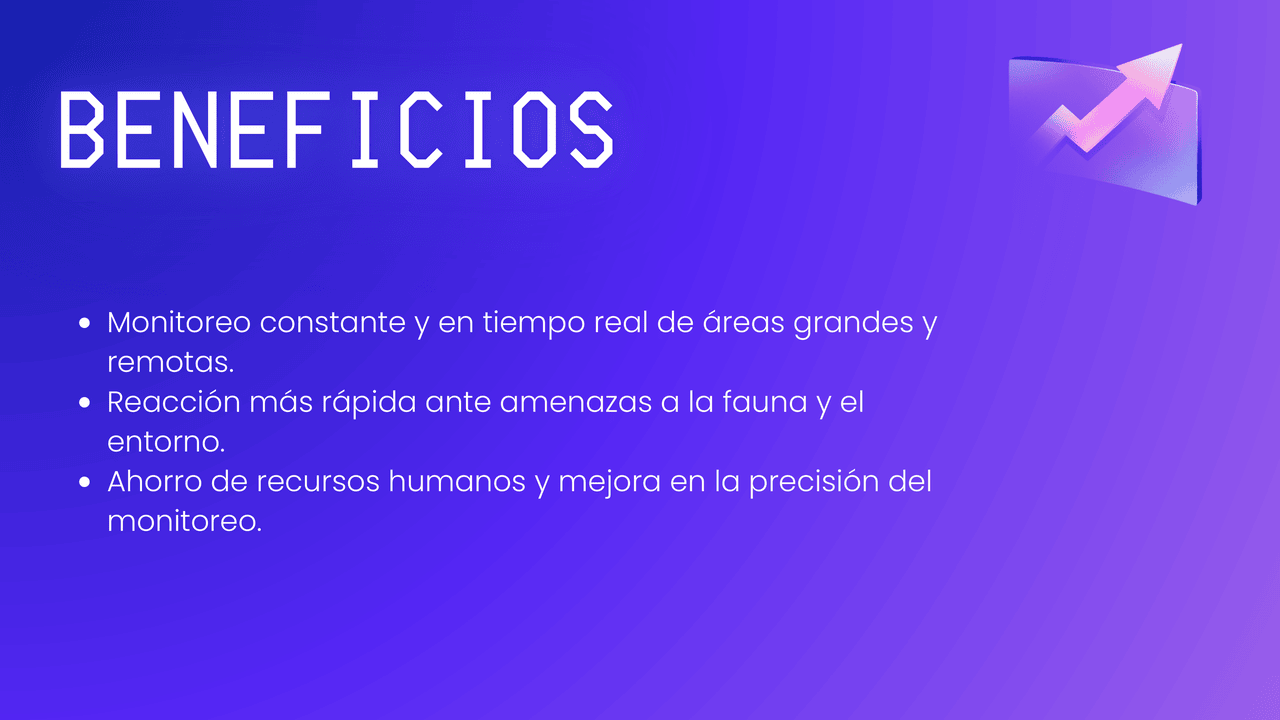 BENEFICIOS
• Monitoreo constante y en tiempo real de áreas grandes y
remotas.
• Reacción más rápida ante amenazas a la fauna y el
entorno.
• Ahorro de recursos humanos y mejora en la precisión del
monitoreo.